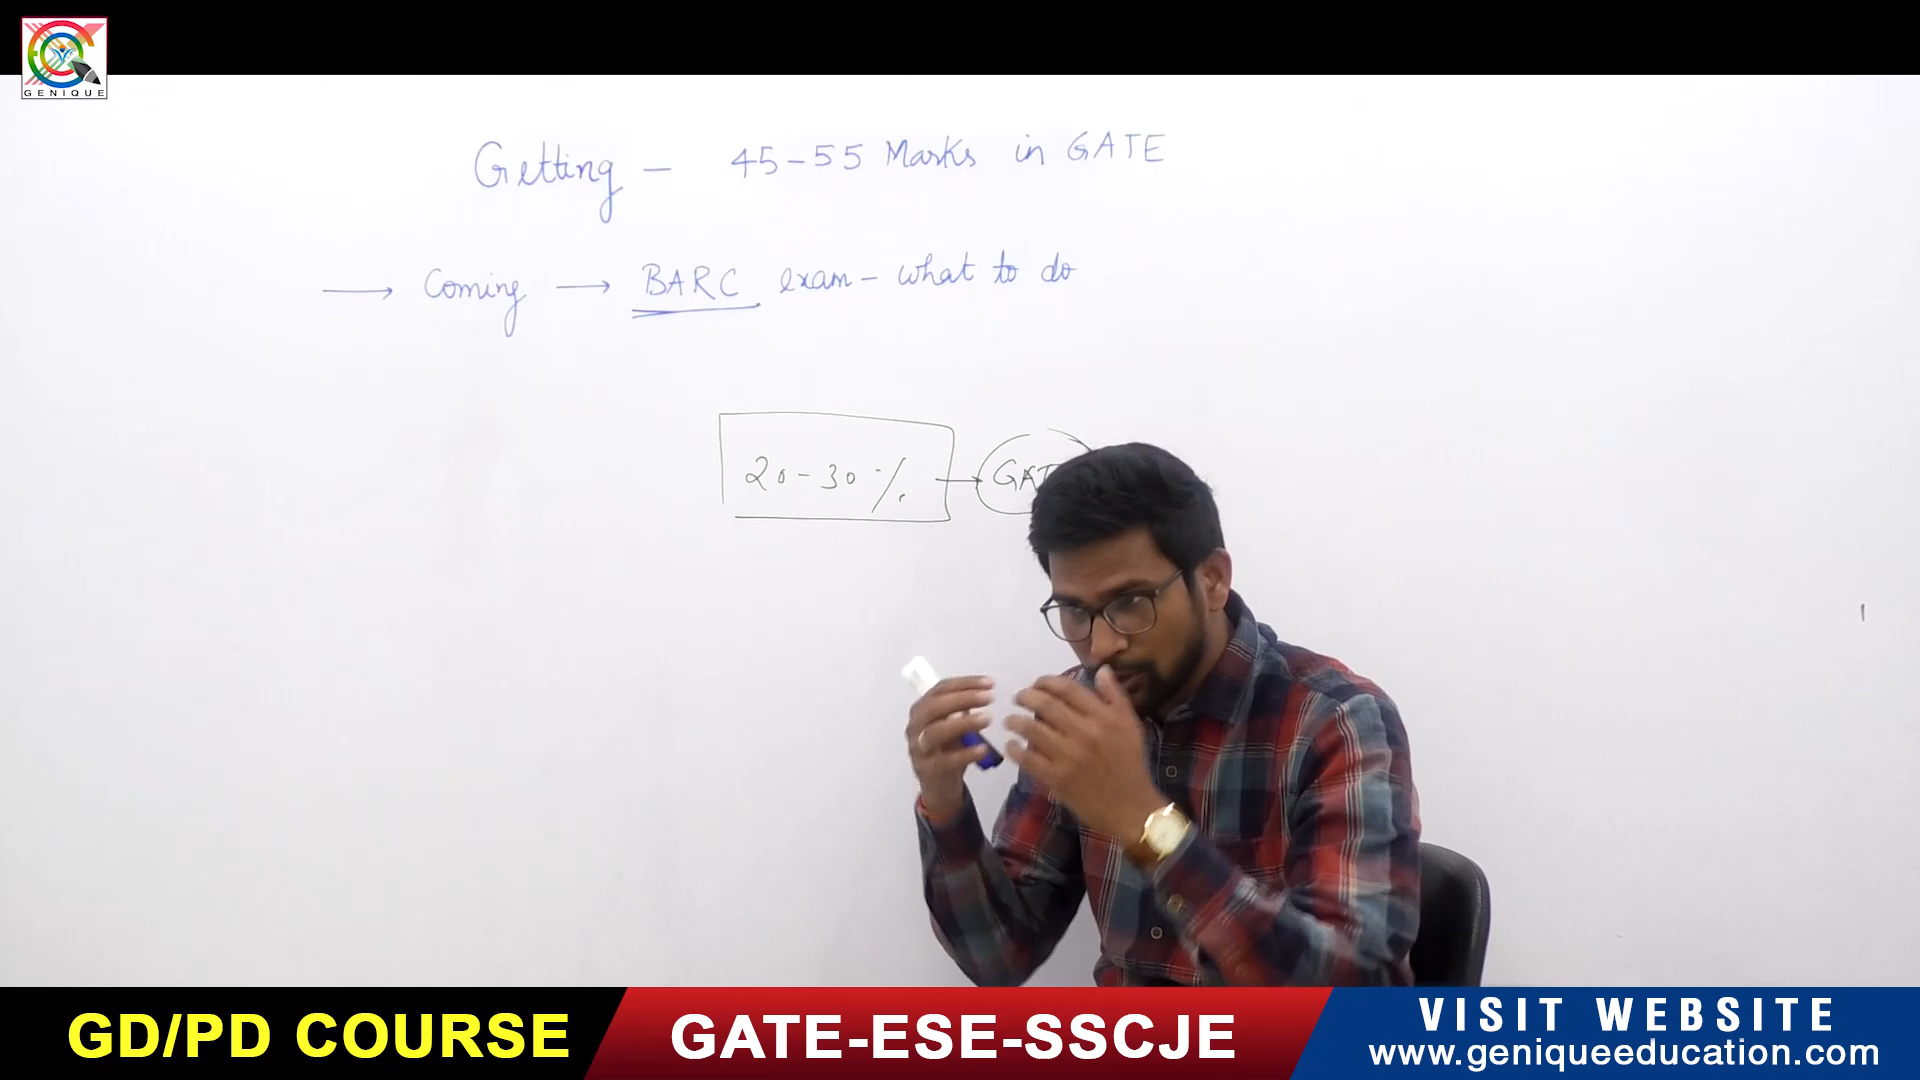 GENIQUE
Getting - 45-55 Marks in GATE
→ Coming → BARC exam - what to do
20-30 % → GAT
GD/PD COURSE
GATE-ESE-SSCJE
VISIT WEBSITE
www.geniqueeducation.com